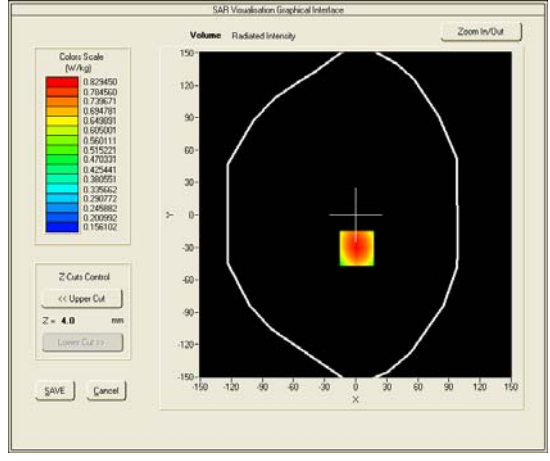 SAR Visualisation Graphical Interface
Volume Radiated Intensity
Zoom In/Out
Colors Scale
(W/kg)
0.829450
0.784560
0.739671
0.694781
0.649891
0.605001
0.560111
0.515221
0.470331
0.425441
0.380551
0.335662
0.290772
0.245882
0.200992
0.156102
Z Cuts Control
<< Upper Cut
Z = 4.0 mm
Lower Cut >>
SAVE Cancel
150-
120-
90-
60-
30-
0-
-30-
-60-
-90-
-120-
-150-
Y
-150 -120 -90 -60 -30 0 30 60 90 120 150
X